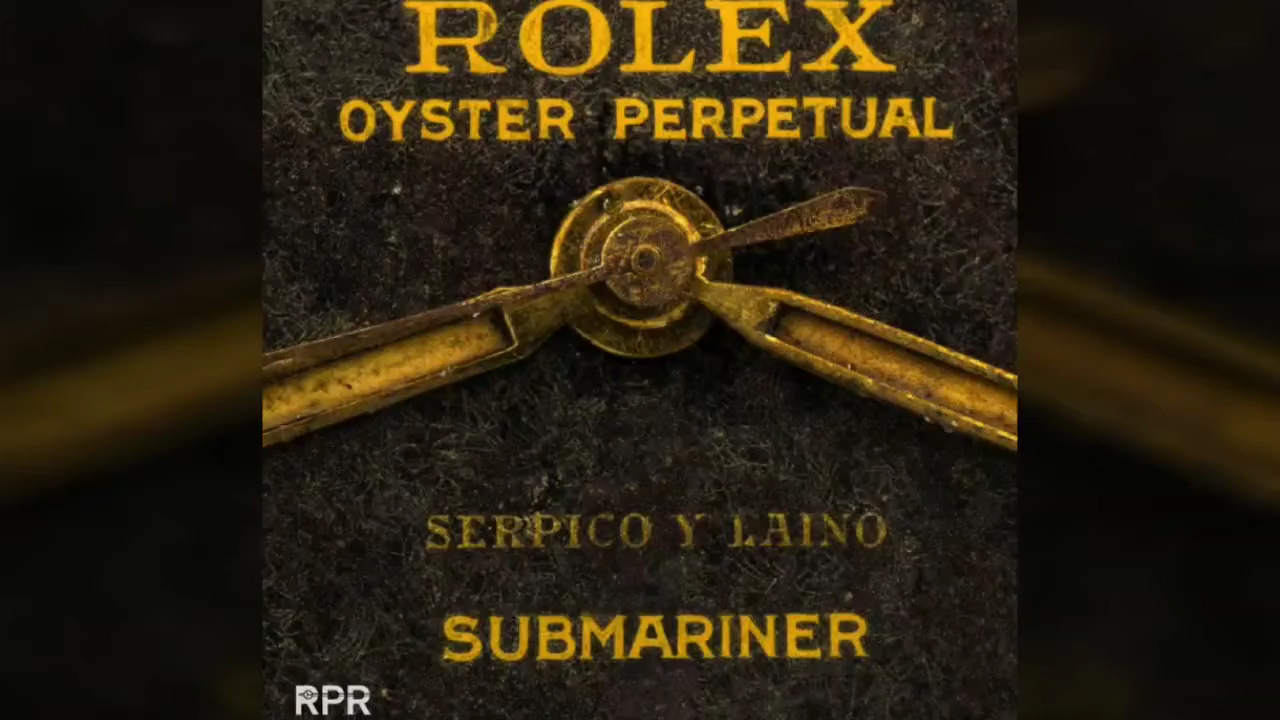 ROLEX
OYSTER PERPETUAL
SERPICO Y LAINO
SUBMARINER
RPR